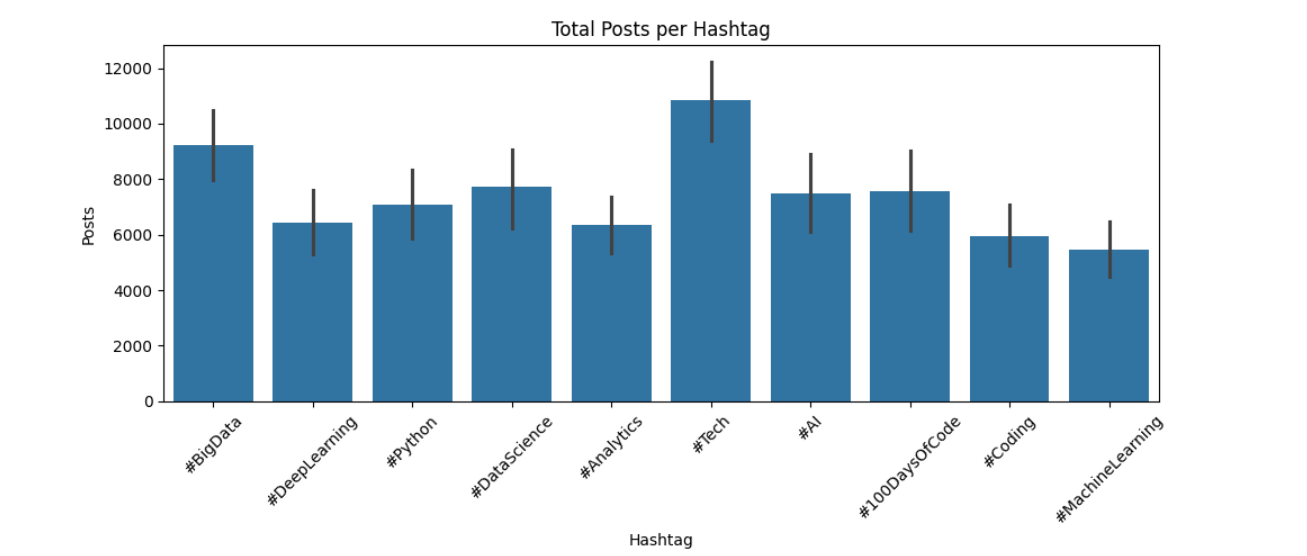 Total Posts per Hashtag
Posts
12000
10000
8000
6000
4000
2000
0
#BigData
#DeepLearning
#Python
#DataScience
#Analytics
#Tech
#AI
#100DaysOfCode
#Coding
#MachineLearning
Hashtag